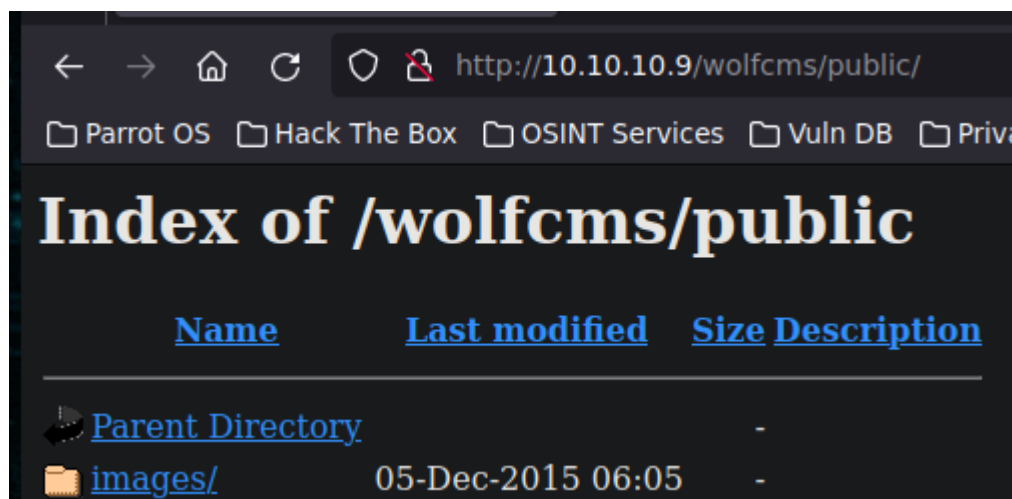 http://10.10.10.9/wolfcms/public/
Parrot OS Hack The Box OSINT Services Vuln DB
Index of /wolfcms/public
Name Last modified Size Description
Parent Directory -
images/ 05-Dec-2015 06:05 -